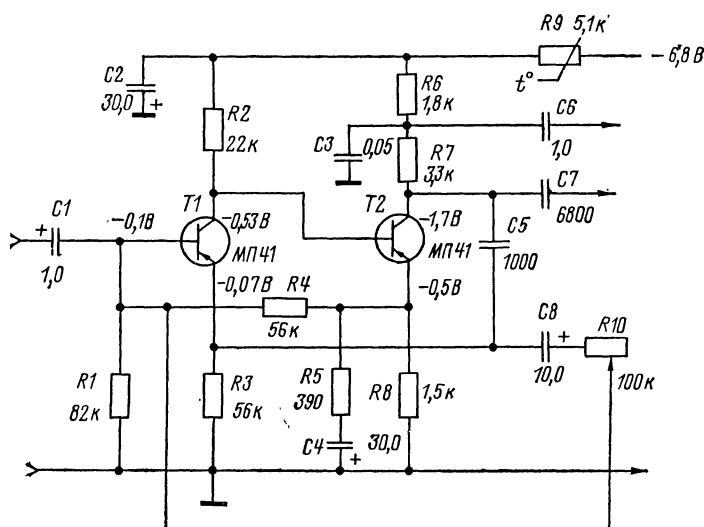 R9 5,1к
−6,8В
t°
C2
30,0 +
R6
1,8к
R2
22к
C3 0,05
C6
1,0
R7
3,3к
C7
6800
C1
+
1,0
−0,1В
T1
−0,53В
МП41
−0,07В
T2
−1,7В
МП41
−0,5В
C5
1000
R4
56к
C8
+
10,0
R10
100к
R1
82к
R3
56к
R5
390
R8
1,5к
C4
+
30,0